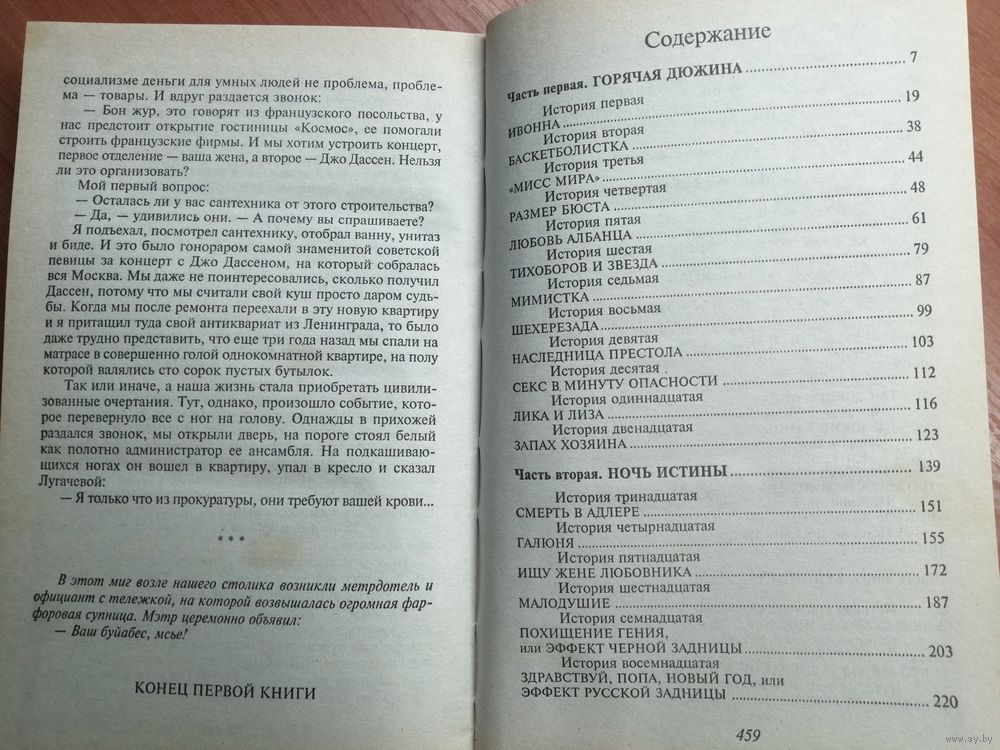 социализме деньги для умных людей не проблема, пробле-
ма — товары. И вдруг раздается звонок:
— Бон жур, это говорят из французского посольства, у
нас предстоит открытие гостиницы «Космос», ее помогали
строить французские фирмы. И мы хотим устроить концерт,
первое отделение — ваша жена, а второе — Джо Дассен. Нельзя
ли это организовать?
Мой первый вопрос:
— Осталась ли у вас сантехника от этого строительства?
— Да, — удивились они. — А почему вы спрашиваете?
Я подъехал, посмотрел сантехнику, отобрал ванну, унитаз
и биде. И это было гонораром самой знаменитой советской
певицы за концерт с Джо Дассеном, на который собралась
вся Москва. Мы даже не поинтересовались, сколько получил
Дассен, потому что мы считали свой куш просто даром судь-
бы. Когда мы после ремонта переехали в эту новую квартиру
и я притащил туда свой антиквариат из Ленинграда, то было
даже трудно представить, что еще три года назад мы спали на
матрасе в совершенно голой однокомнатной квартире, на полу
которой валялись сто сорок пустых бутылок.
Так или иначе, а наша жизнь стала приобретать цивили-
зованные очертания. Тут, однако, произошло событие, кото-
рое перевернуло все с ног на голову. Однажды в прихожей
раздался звонок, мы открыли дверь, на пороге стоял белый
как полотно администратор ее ансамбля. На подкашиваю-
щихся ногах он вошел в квартиру, упал в кресло и сказал
Лугачевой:
— Я только что из прокуратуры, они требуют вашей крови...
* * *
В этот миг возле нашего столика возникли метрдотель и
официант с тележкой, на которой возвышалась огромная фар-
форовая супница. Мэтр церемонно объявил:
— Ваш буйабес, мсье!
КОНЕЦ ПЕРВОЙ КНИГИ
Содержание
Часть первая. ГОРЯЧАЯ ДЮЖИНА 7
История первая
ИВОННА 19
История вторая
БАСКЕТБОЛИСТКА 38
История третья
«МИСС МИРА» 44
История четвертая
РАЗМЕР БЮСТА 48
История пятая
ЛЮБОВЬ АЛБАНЦА 61
История шестая
ТИХОБОРОВ И ЗВЕЗДА 79
История седьмая
МИМИСТКА 87
История восьмая
ШЕХЕРЕЗАДА 99
История девятая
НАСЛЕДНИЦА ПРЕСТОЛА 103
История десятая
СЕКС В МИНУТУ ОПАСНОСТИ 112
История одиннадцатая
ЛИКА И ЛИЗА 116
История двенадцатая
ЗАПАХ ХОЗЯИНА 123
Часть вторая. НОЧЬ ИСТИНЫ 139
История тринадцатая
СМЕРТЬ В АДЛЕРЕ 151
История четырнадцатая
ГАЛЮНЯ 155
История пятнадцатая
ИЩУ ЖЕНЕ ЛЮБОВНИКА 172
История шестнадцатая
МАЛОДУШИЕ 187
История семнадцатая
ПОХИЩЕНИЕ ГЕНИЯ,
или ЭФФЕКТ ЧЕРНОЙ ЗАДНИЦЫ 203
История восемнадцатая
ЗДРАВСТВУЙ, ПОПА, НОВЫЙ ГОД, или
ЭФФЕКТ РУССКОЙ ЗАДНИЦЫ 220
459
www.ay.by